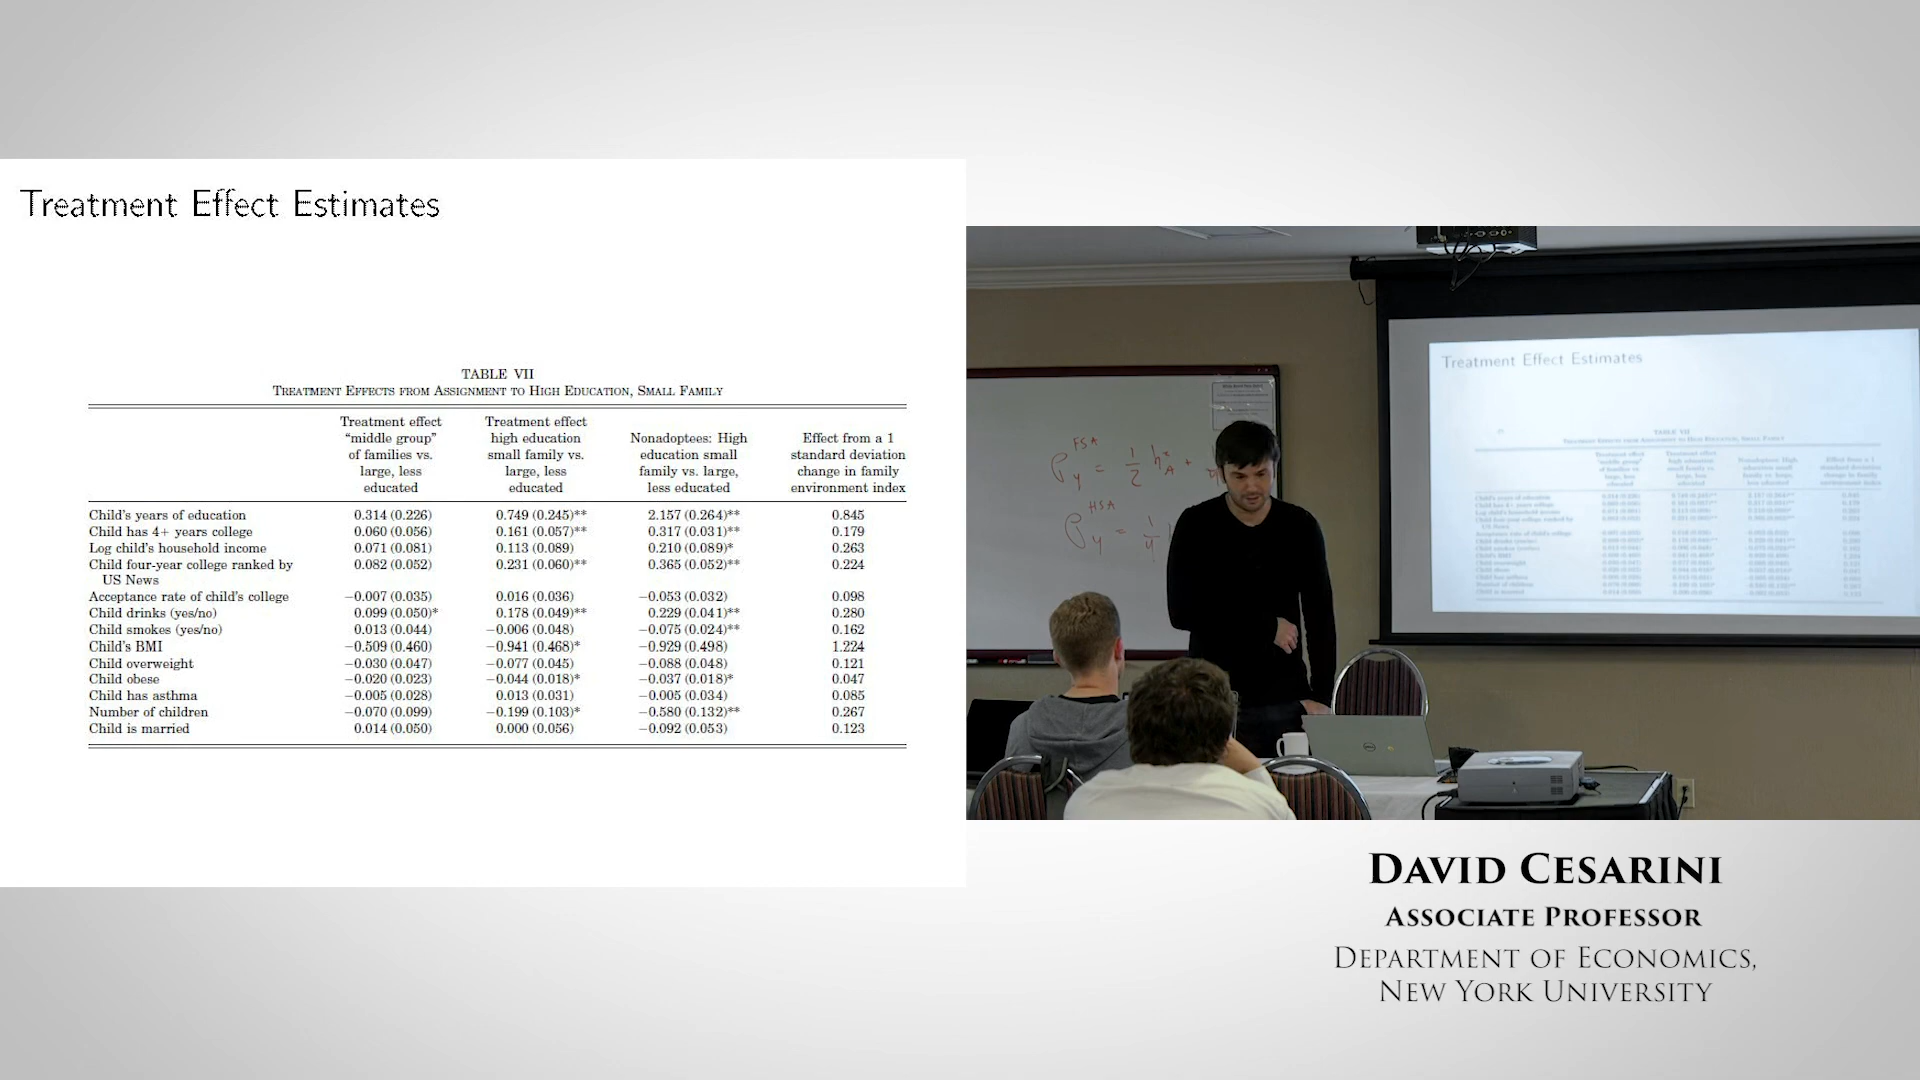 Treatment Effect Estimates
TABLE VII
TREATMENT EFFECTS FROM ASSIGNMENT TO HIGH EDUCATION, SMALL FAMILY
Treatment effect "middle group" of families vs. large, less educated
Treatment effect high education small family vs. large, less educated
Nonadoptees: High education small family vs. large, less educated
Effect from a 1 standard deviation change in family environment index
Child's years of education 0.314 (0.226) 0.749 (0.245)** 2.157 (0.264)** 0.845
Child has 4+ years college 0.060 (0.056) 0.161 (0.057)** 0.317 (0.031)** 0.179
Log child's household income 0.071 (0.081) 0.113 (0.089) 0.210 (0.089)* 0.263
Child four-year college ranked by 0.082 (0.052) 0.231 (0.060)** 0.365 (0.052)** 0.224
US News
Acceptance rate of child's college −0.007 (0.035) 0.016 (0.036) −0.053 (0.032) 0.098
Child drinks (yes/no) 0.099 (0.050)* 0.178 (0.049)** 0.229 (0.041)** 0.280
Child smokes (yes/no) 0.013 (0.044) −0.006 (0.048) −0.075 (0.024)** 0.162
Child's BMI −0.509 (0.460) −0.941 (0.468)* −0.929 (0.498) 1.224
Child overweight −0.030 (0.047) −0.077 (0.045) −0.088 (0.048) 0.121
Child obese −0.020 (0.023) −0.044 (0.018)* −0.037 (0.018)* 0.047
Child has asthma −0.005 (0.028) 0.013 (0.031) −0.005 (0.034) 0.085
Number of children −0.070 (0.099) −0.199 (0.103)* −0.580 (0.132)** 0.267
Child is married 0.014 (0.050) 0.000 (0.056) −0.092 (0.053) 0.123
Treatment Effect Estimates
TABLE VII
FSA
HSA
DAVID CESARINI
ASSOCIATE PROFESSOR
DEPARTMENT OF ECONOMICS,
NEW YORK UNIVERSITY